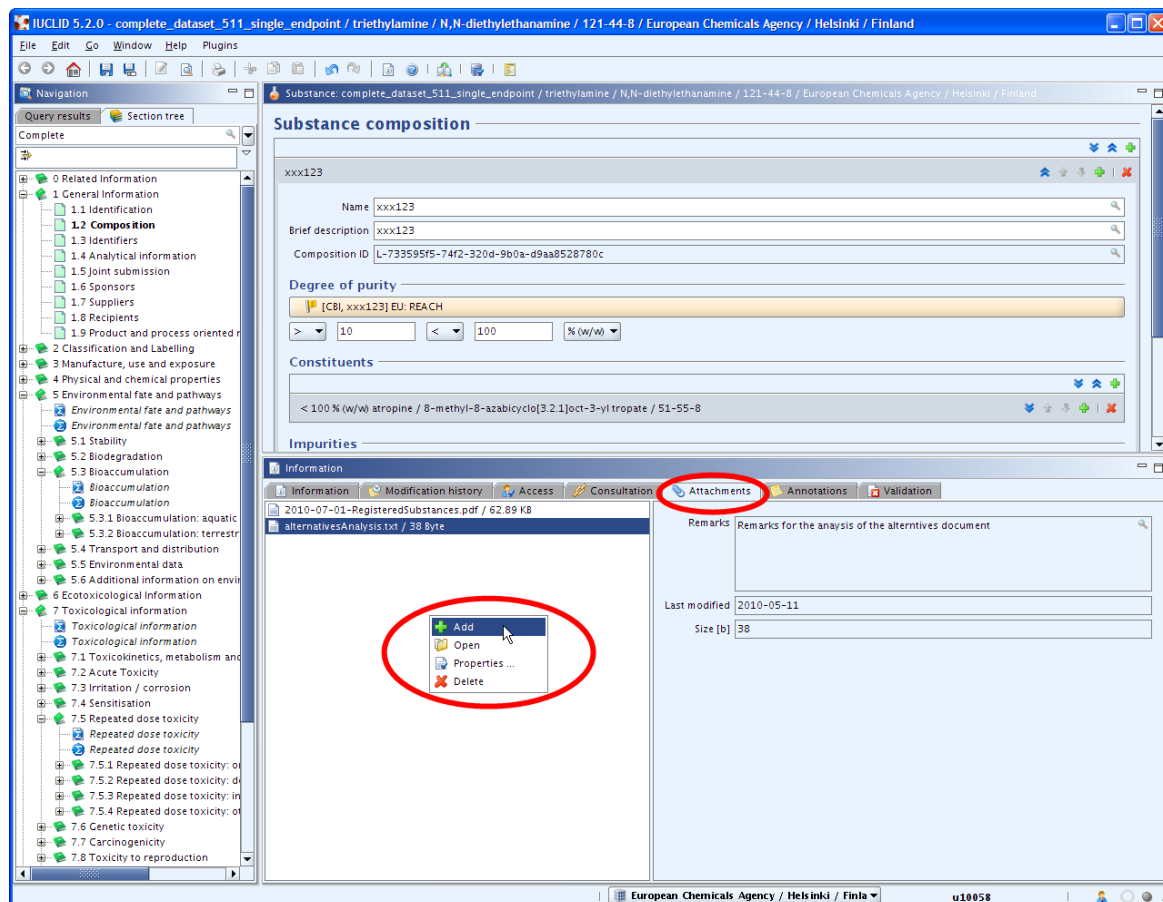 IUCLID 5.2.0 - complete_dataset_511_single_endpoint / triethylamine / N,N-diethylethanamine / 121-44-8 / European Chemicals Agency / Helsinki / Finland
File Edit Go Window Help Plugins
Navigation
Query results Section tree
Complete
0 Related Information
1 General Information
1.1 Identification
1.2 Composition
1.3 Identifiers
1.4 Analytical information
1.5 Joint submission
1.6 Sponsors
1.7 Suppliers
1.8 Recipients
1.9 Product and process oriented r
2 Classification and Labelling
3 Manufacture, use and exposure
4 Physical and chemical properties
5 Environmental fate and pathways
Environmental fate and pathways
Environmental fate and pathways
5.1 Stability
5.2 Biodegradation
5.3 Bioaccumulation
Bioaccumulation
Bioaccumulation
5.3.1 Bioaccumulation: aquatic
5.3.2 Bioaccumulation: terrestr
5.4 Transport and distribution
5.5 Environmental data
5.6 Additional information on envir
6 Ecotoxicological Information
7 Toxicological information
Toxicological information
Toxicological information
7.1 Toxicokinetics, metabolism and
7.2 Acute Toxicity
7.3 Irritation / corrosion
7.4 Sensitisation
7.5 Repeated dose toxicity
Repeated dose toxicity
Repeated dose toxicity
7.5.1 Repeated dose toxicity: or
7.5.2 Repeated dose toxicity: de
7.5.3 Repeated dose toxicity: in
7.5.4 Repeated dose toxicity: ot
7.6 Genetic toxicity
7.7 Carcinogenicity
7.8 Toxicity to reproduction
Substance: complete_dataset_511_single_endpoint / triethylamine / N,N-diethylethanamine / 121-44-8 / European Chemicals Agency / Helsinki / Finland
Substance composition
xxx123
Name xxx123
Brief description xxx123
Composition ID L-733595f5-74f2-320d-9b0a-d9aa8528780c
Degree of purity
[CBI, xxx123] EU: REACH
> 10 < 100 % (w/w)
Constituents
< 100 % (w/w) atropine / 8-methyl-8-azabicyclo[3.2.1]oct-3-yl tropate / 51-55-8
Impurities
Information
Information Modification history Access Consultation Attachments Annotations Validation
2010-07-01-RegisteredSubstances.pdf / 62.89 KB
alternativesAnalysis.txt / 38 Byte
Add
Open
Properties ...
Delete
Remarks Remarks for the anaysis of the alterntives document
Last modified 2010-05-11
Size [b] 38
European Chemicals Agency / Helsinki / Finla u10058